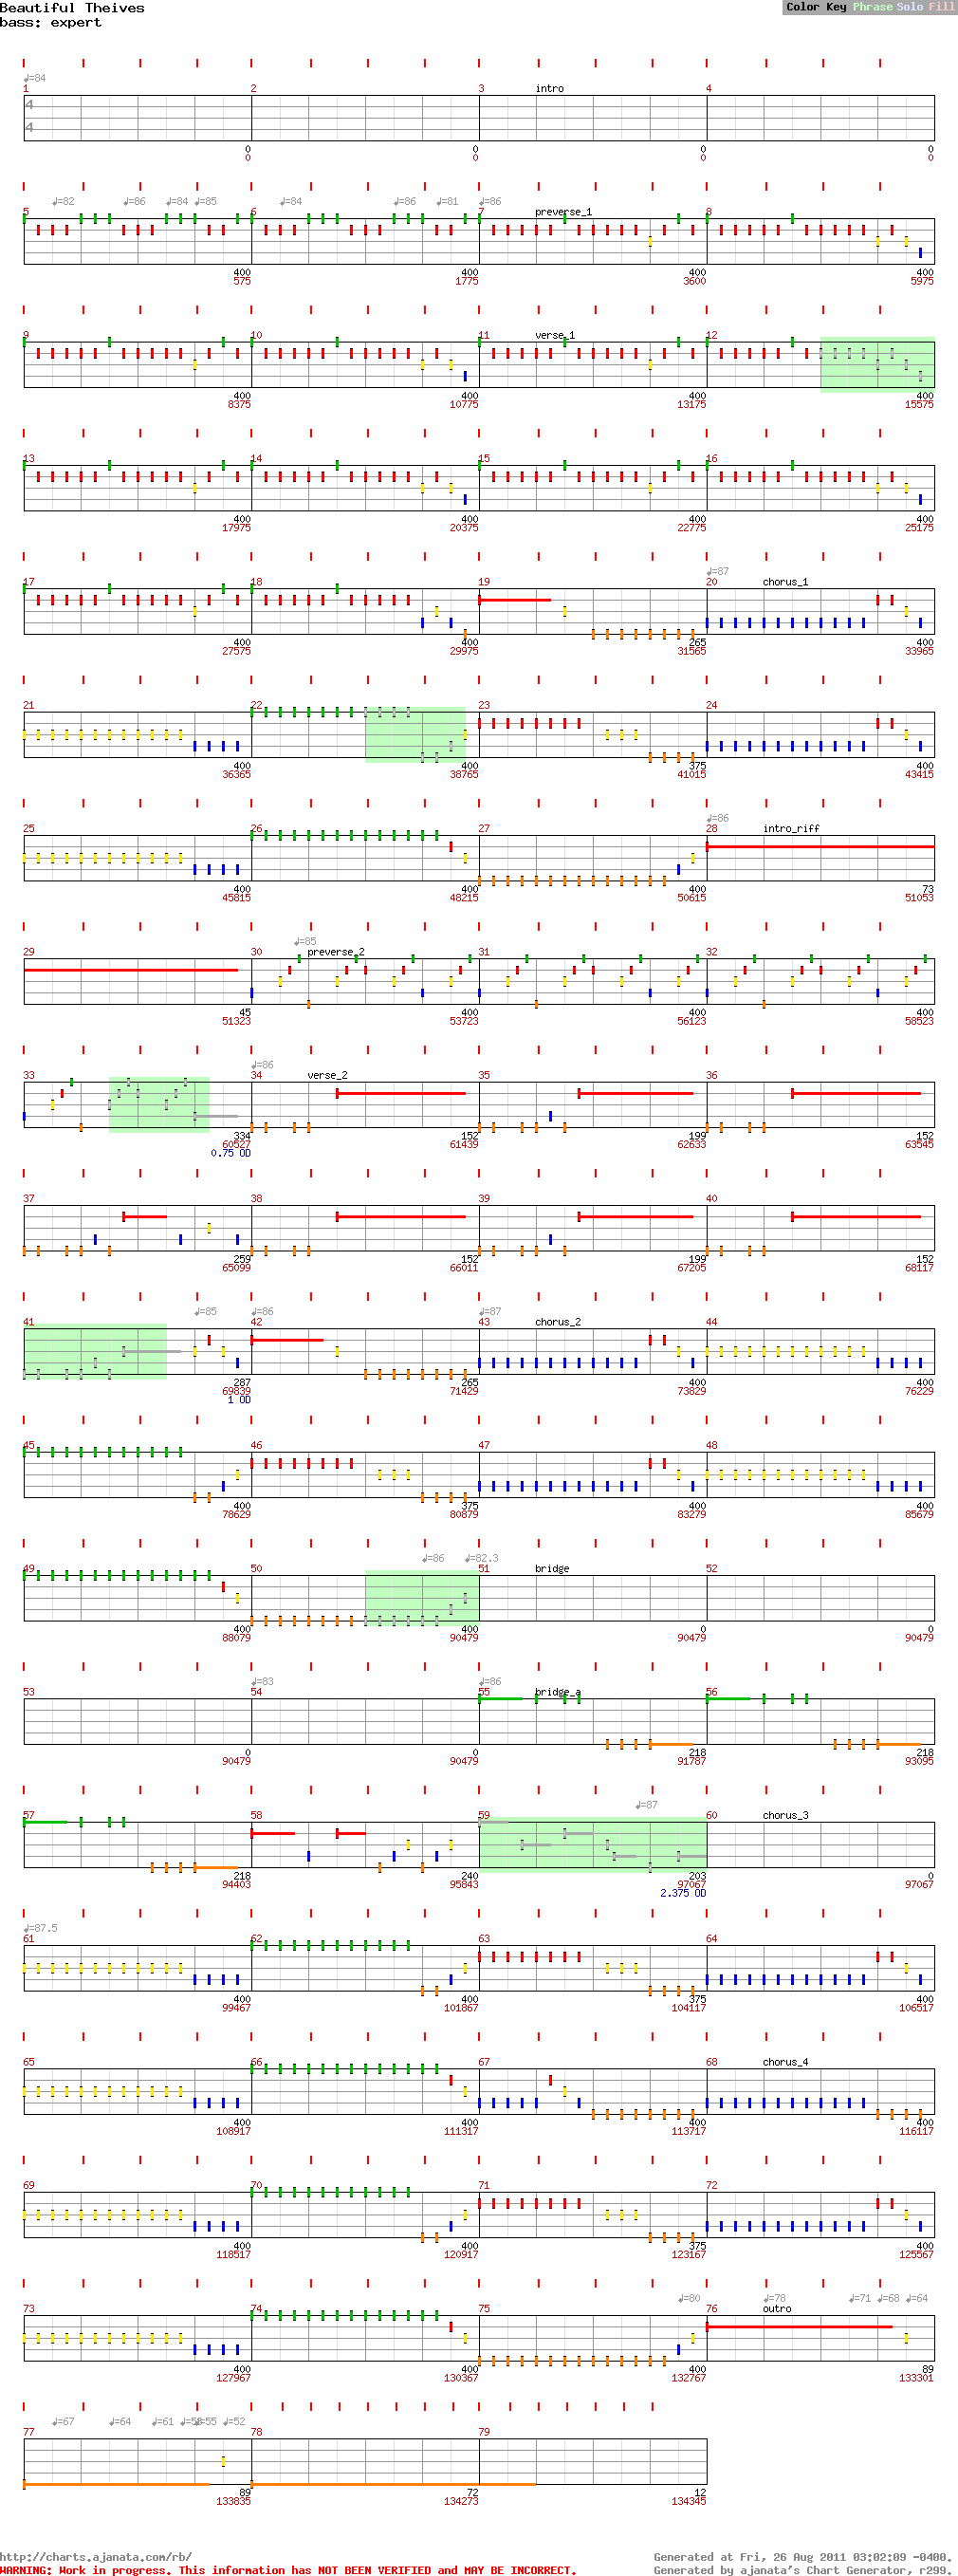 Beautiful Theives
bass: expert
Color Key Phrase Solo Fill
♩=84
1 2 3 intro 4
4
4
0 0 0 0
0 0 0 0
♩=82 ♩=86 ♩=84 ♩=85 ♩=84 ♩=86 ♩=81 ♩=86
5 6 7 preverse_1 8
400 400 400 400
575 1775 3600 5975
9 10 11 verse_1 12
400 400 400 400
8375 10775 13175 15575
13 14 15 16
400 400 400 400
17975 20375 22775 25175
♩=87
17 18 19 20 chorus_1
400 400 265 400
27575 29975 31565 33965
21 22 23 24
400 400 375 400
36365 38765 41015 43415
♩=86
25 26 27 28 intro_riff
400 400 400 73
45815 48215 50615 51053
♩=85
29 30 preverse_2 31 32
45 400 400 400
51323 53723 56123 58523
♩=86
33 34 verse_2 35 36
334 152 199 152
60527 61439 62633 63545
0.75 OD
37 38 39 40
259 152 199 152
65099 66011 67205 68117
♩=85 ♩=86 ♩=87
41 42 43 chorus_2 44
287 265 400 400
69839 71429 73829 76229
1 OD
45 46 47 48
400 375 400 400
78629 80879 83279 85679
♩=86 ♩=82.3
49 50 51 bridge 52
400 400 0 0
88079 90479 90479 90479
♩=83 ♩=86
53 54 55 bridge_a 56
0 0 218 218
90479 90479 91787 93095
♩=87
57 58 59 60 chorus_3
218 240 203 0
94403 95843 97067 97067
2.375 OD
♩=87.5
61 62 63 64
400 400 375 400
99467 101867 104117 106517
65 66 67 68 chorus_4
400 400 400 400
108917 111317 113717 116117
69 70 71 72
400 400 375 400
118517 120917 123167 125567
♩=80 ♩=78 ♩=71 ♩=68 ♩=64
73 74 75 76 outro
400 400 400 89
127967 130367 132767 133301
♩=67 ♩=64 ♩=61 ♩=55 ♩=52
77 78 79
89 72 12
133835 134273 134345
http://charts.ajanata.com/rb/
Generated at Fri, 26 Aug 2011 03:02:09 -0400.
WARNING: Work in progress. This information has NOT BEEN VERIFIED and MAY BE INCORRECT.
Generated by ajanata's Chart Generator, r299.